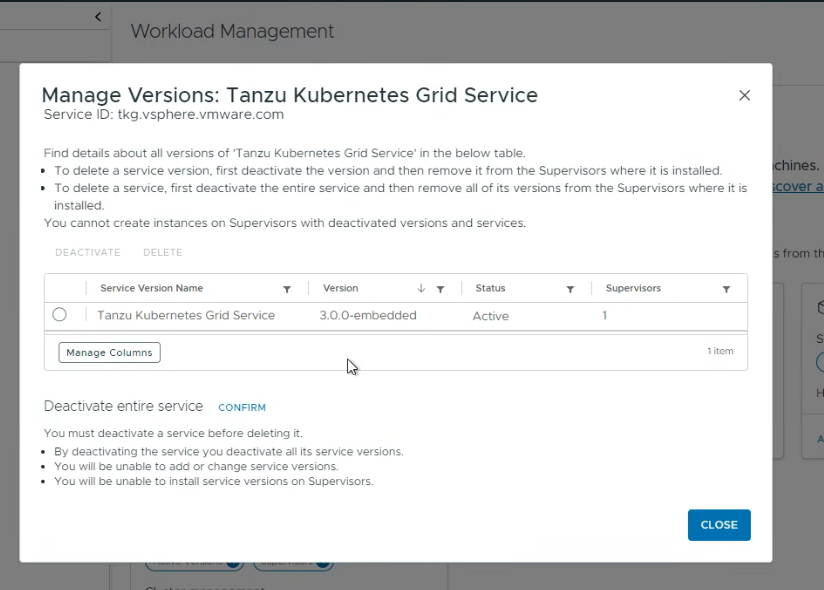 Workload Management
Manage Versions: Tanzu Kubernetes Grid Service
Service ID: tkg.vsphere.vmware.com
Find details about all versions of 'Tanzu Kubernetes Grid Service' in the below table.
• To delete a service version, first deactivate the version and then remove it from the Supervisors where it is installed.
• To delete a service, first deactivate the entire service and then remove all of its versions from the Supervisors where it is
installed.
You cannot create instances on Supervisors with deactivated versions and services.
DEACTIVATE DELETE
Service Version Name Version Status Supervisors
Tanzu Kubernetes Grid Service 3.0.0-embedded Active 1
Manage Columns 1 item
Deactivate entire service CONFIRM
You must deactivate a service before deleting it.
• By deactivating the service you deactivate all its service versions.
• You will be unable to add or change service versions.
• You will be unable to install service versions on Supervisors.
CLOSE